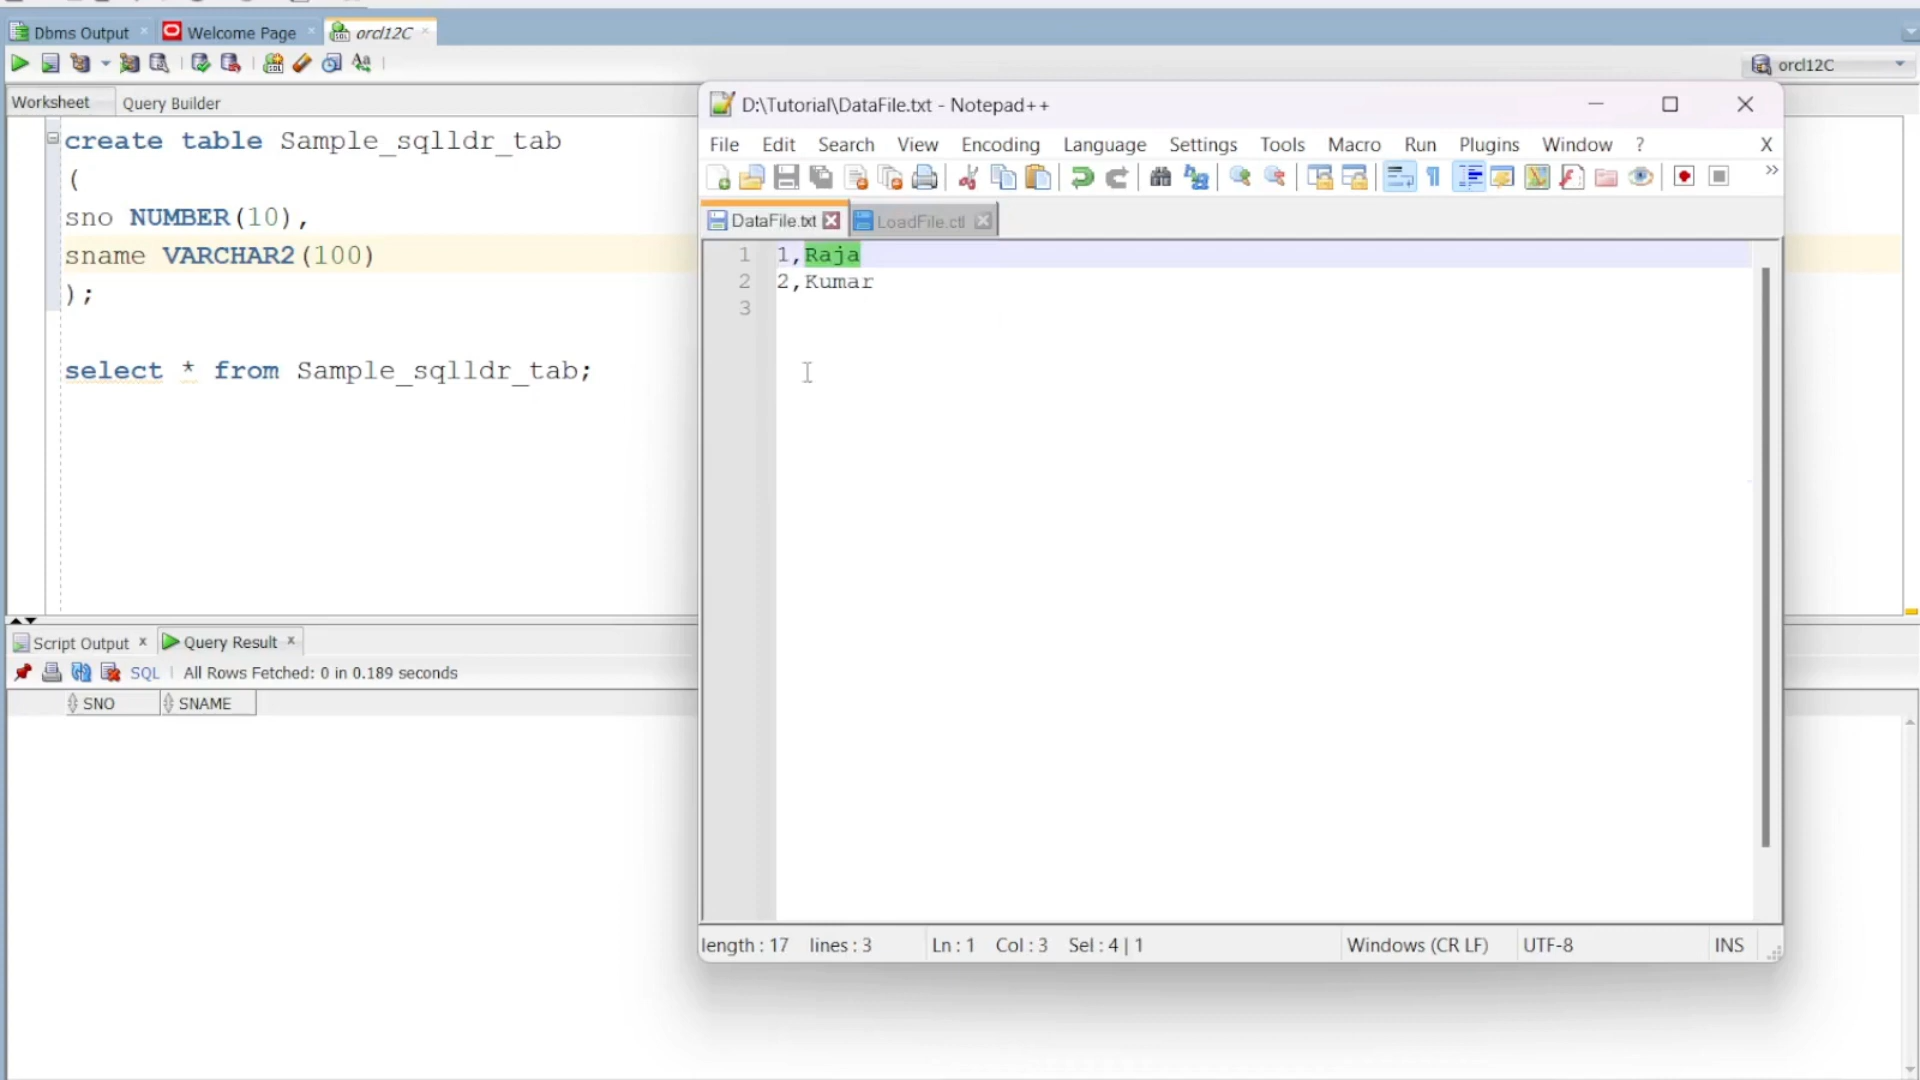 Dbms Output
Welcome Page
orcl12C
orcl12C
Worksheet
Query Builder
create table Sample_sqlldr_tab
(
sno NUMBER(10),
sname VARCHAR2(100)
);
select * from Sample_sqlldr_tab;
D:\Tutorial\DataFile.txt - Notepad++
File Edit Search View Encoding Language Settings Tools Macro Run Plugins Window ? X
DataFile.txt
LoadFile.ctl
1 1,Raja
2 2,Kumar
3
length : 17 lines : 3 Ln : 1 Col : 3 Sel : 4 | 1 Windows (CR LF) UTF-8 INS
Script Output
Query Result
SQL
All Rows Fetched: 0 in 0.189 seconds
SNO SNAME